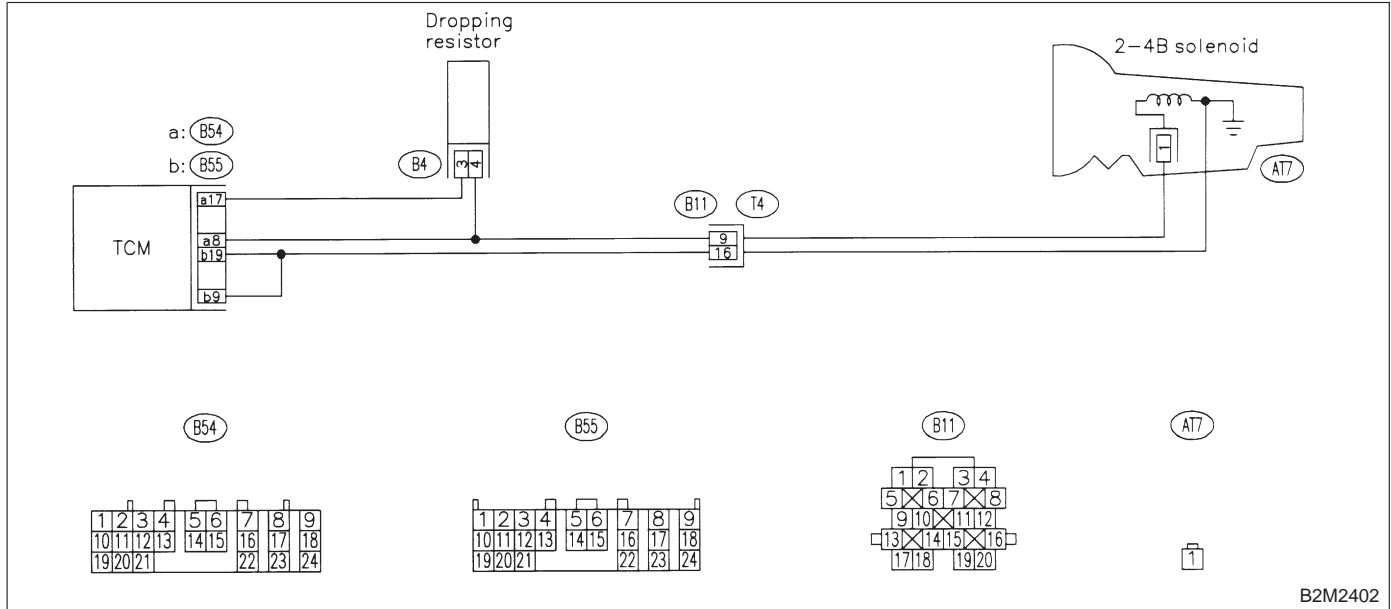 Dropping
resistor
2-4B solenoid
a: B54
b: B55
B4
3 4
1
AT7
a17
B11 T4
TCM
a8
9
b19
16
b9
B54
B55
B11
AT7
1 2 3 4 5 6 7 8 9
10 11 12 13 14 15 16 17 18
19 20 21 22 23 24
1 2 3 4 5 6 7 8 9
10 11 12 13 14 15 16 17 18
19 20 21 22 23 24
1 2 3 4
5 6 7 8
9 10 11 12
13 14 15 16
17 18 19 20
1
B2M2402